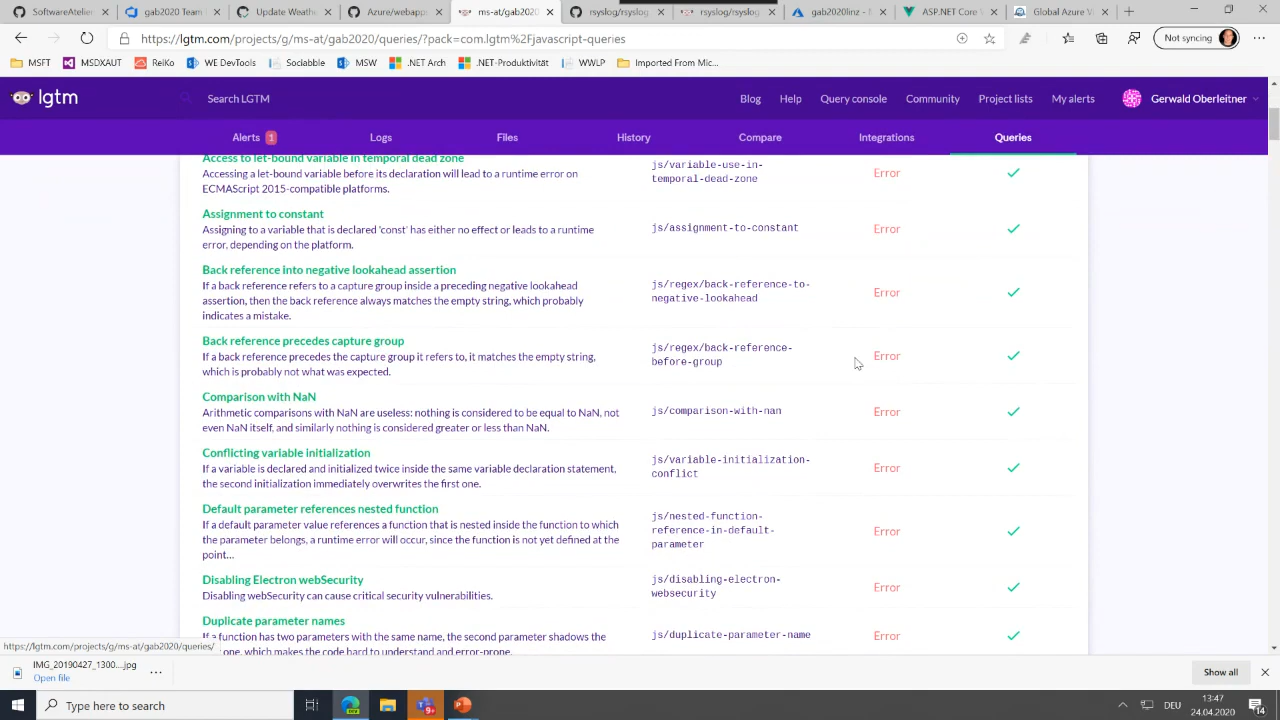 SoftwareAtelier
Download Team
Azure/webapp
ms-at/gab2020
rsyslog/rsyslog
gab2020linz - 
ASP.NET Core
Global Azure Vi
https://lgtm.com/projects/g/ms-at/gab2020/queries/?pack=com.lgtm%2Fjavascript-queries
Not syncing
MSFT
MSDXAUT
ReiKo
WE DevTools
Sociabble
MSW
.NET Arch
.NET-Produktivität
WWLP
Imported From Mic...
lgtm
Search LGTM
Blog
Help
Query console
Community
Project lists
My alerts
Gerwald Oberleitner
Alerts 1
Logs
Files
History
Compare
Integrations
Queries
Access to let-bound variable in temporal dead zone
Accessing a let-bound variable before its declaration will lead to a runtime error on
ECMAScript 2015-compatible platforms.
js/variable-use-in-
temporal-dead-zone
Error
Assignment to constant
Assigning to a variable that is declared 'const' has either no effect or leads to a runtime
error, depending on the platform.
js/assignment-to-constant
Error
Back reference into negative lookahead assertion
If a back reference refers to a capture group inside a preceding negative lookahead
assertion, then the back reference always matches the empty string, which probably
indicates a mistake.
js/regex/back-reference-to-
negative-lookahead
Error
Back reference precedes capture group
If a back reference precedes the capture group it refers to, it matches the empty string,
which is probably not what was expected.
js/regex/back-reference-
before-group
Error
Comparison with NaN
Arithmetic comparisons with NaN are useless: nothing is considered to be equal to NaN, not
even NaN itself, and similarly nothing is considered greater or less than NaN.
js/comparison-with-nan
Error
Conflicting variable initialization
If a variable is declared and initialized twice inside the same variable declaration statement,
the second initialization immediately overwrites the first one.
js/variable-initialization-
conflict
Error
Default parameter references nested function
If a default parameter value references a function that is nested inside the function to which
the parameter belongs, a runtime error will occur, since the function is not yet defined at the
point...
js/nested-function-
reference-in-default-
parameter
Error
Disabling Electron webSecurity
Disabling webSecurity can cause critical security vulnerabilities.
js/disabling-electron-
websecurity
Error
Duplicate parameter names
If a function has two parameters with the same name, the second parameter shadows the
one, which makes the code hard to understand and error-prone.
js/duplicate-parameter-name
Error
https://lgtm.com/projects/g/ms-at/gab2020/queries/
IMG_20190427_1300....jpg
Open file
Show all
Type here to search
9+
DEU
13:47
24.04.2020
14